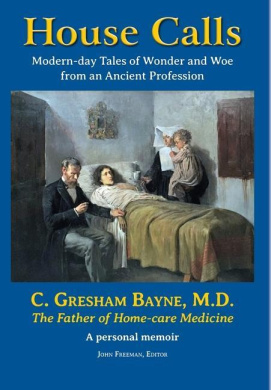 House Calls
Modern-day Tales of Wonder and Woe
from an Ancient Profession
C. GRESHAM BAYNE, M.D.
The Father of Home-care Medicine
A personal memoir
JOHN FREEMAN, EDITOR